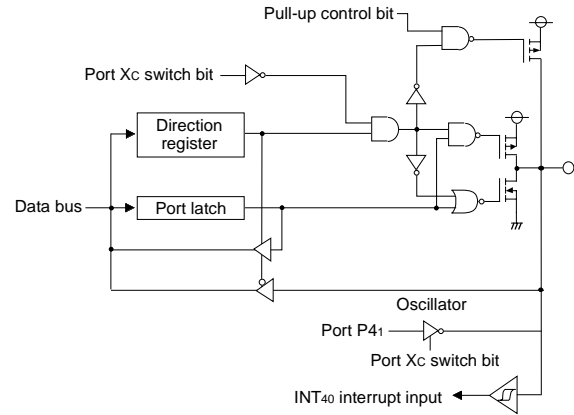 Pull-up control bit
Port XC switch bit
Direction
register
Data bus
Port latch
Oscillator
Port P41
Port XC switch bit
INT40 interrupt input